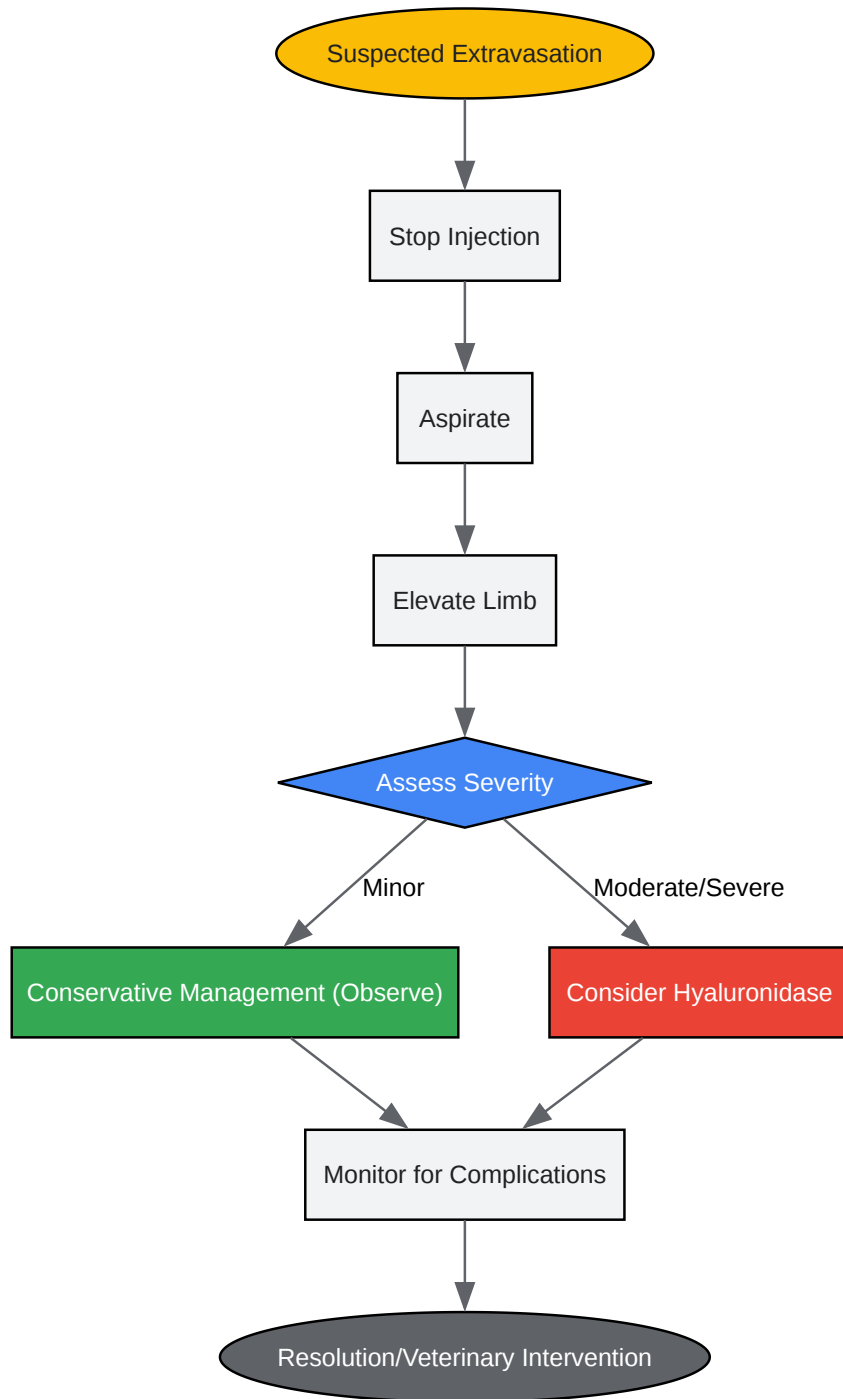 Suspected Extravasation
Stop Injection
Aspirate
Elevate Limb
Assess Severity
Minor
Moderate/Severe
Conservative Management (Observe)
Consider Hyaluronidase
Monitor for Complications
Resolution/Veterinary Intervention